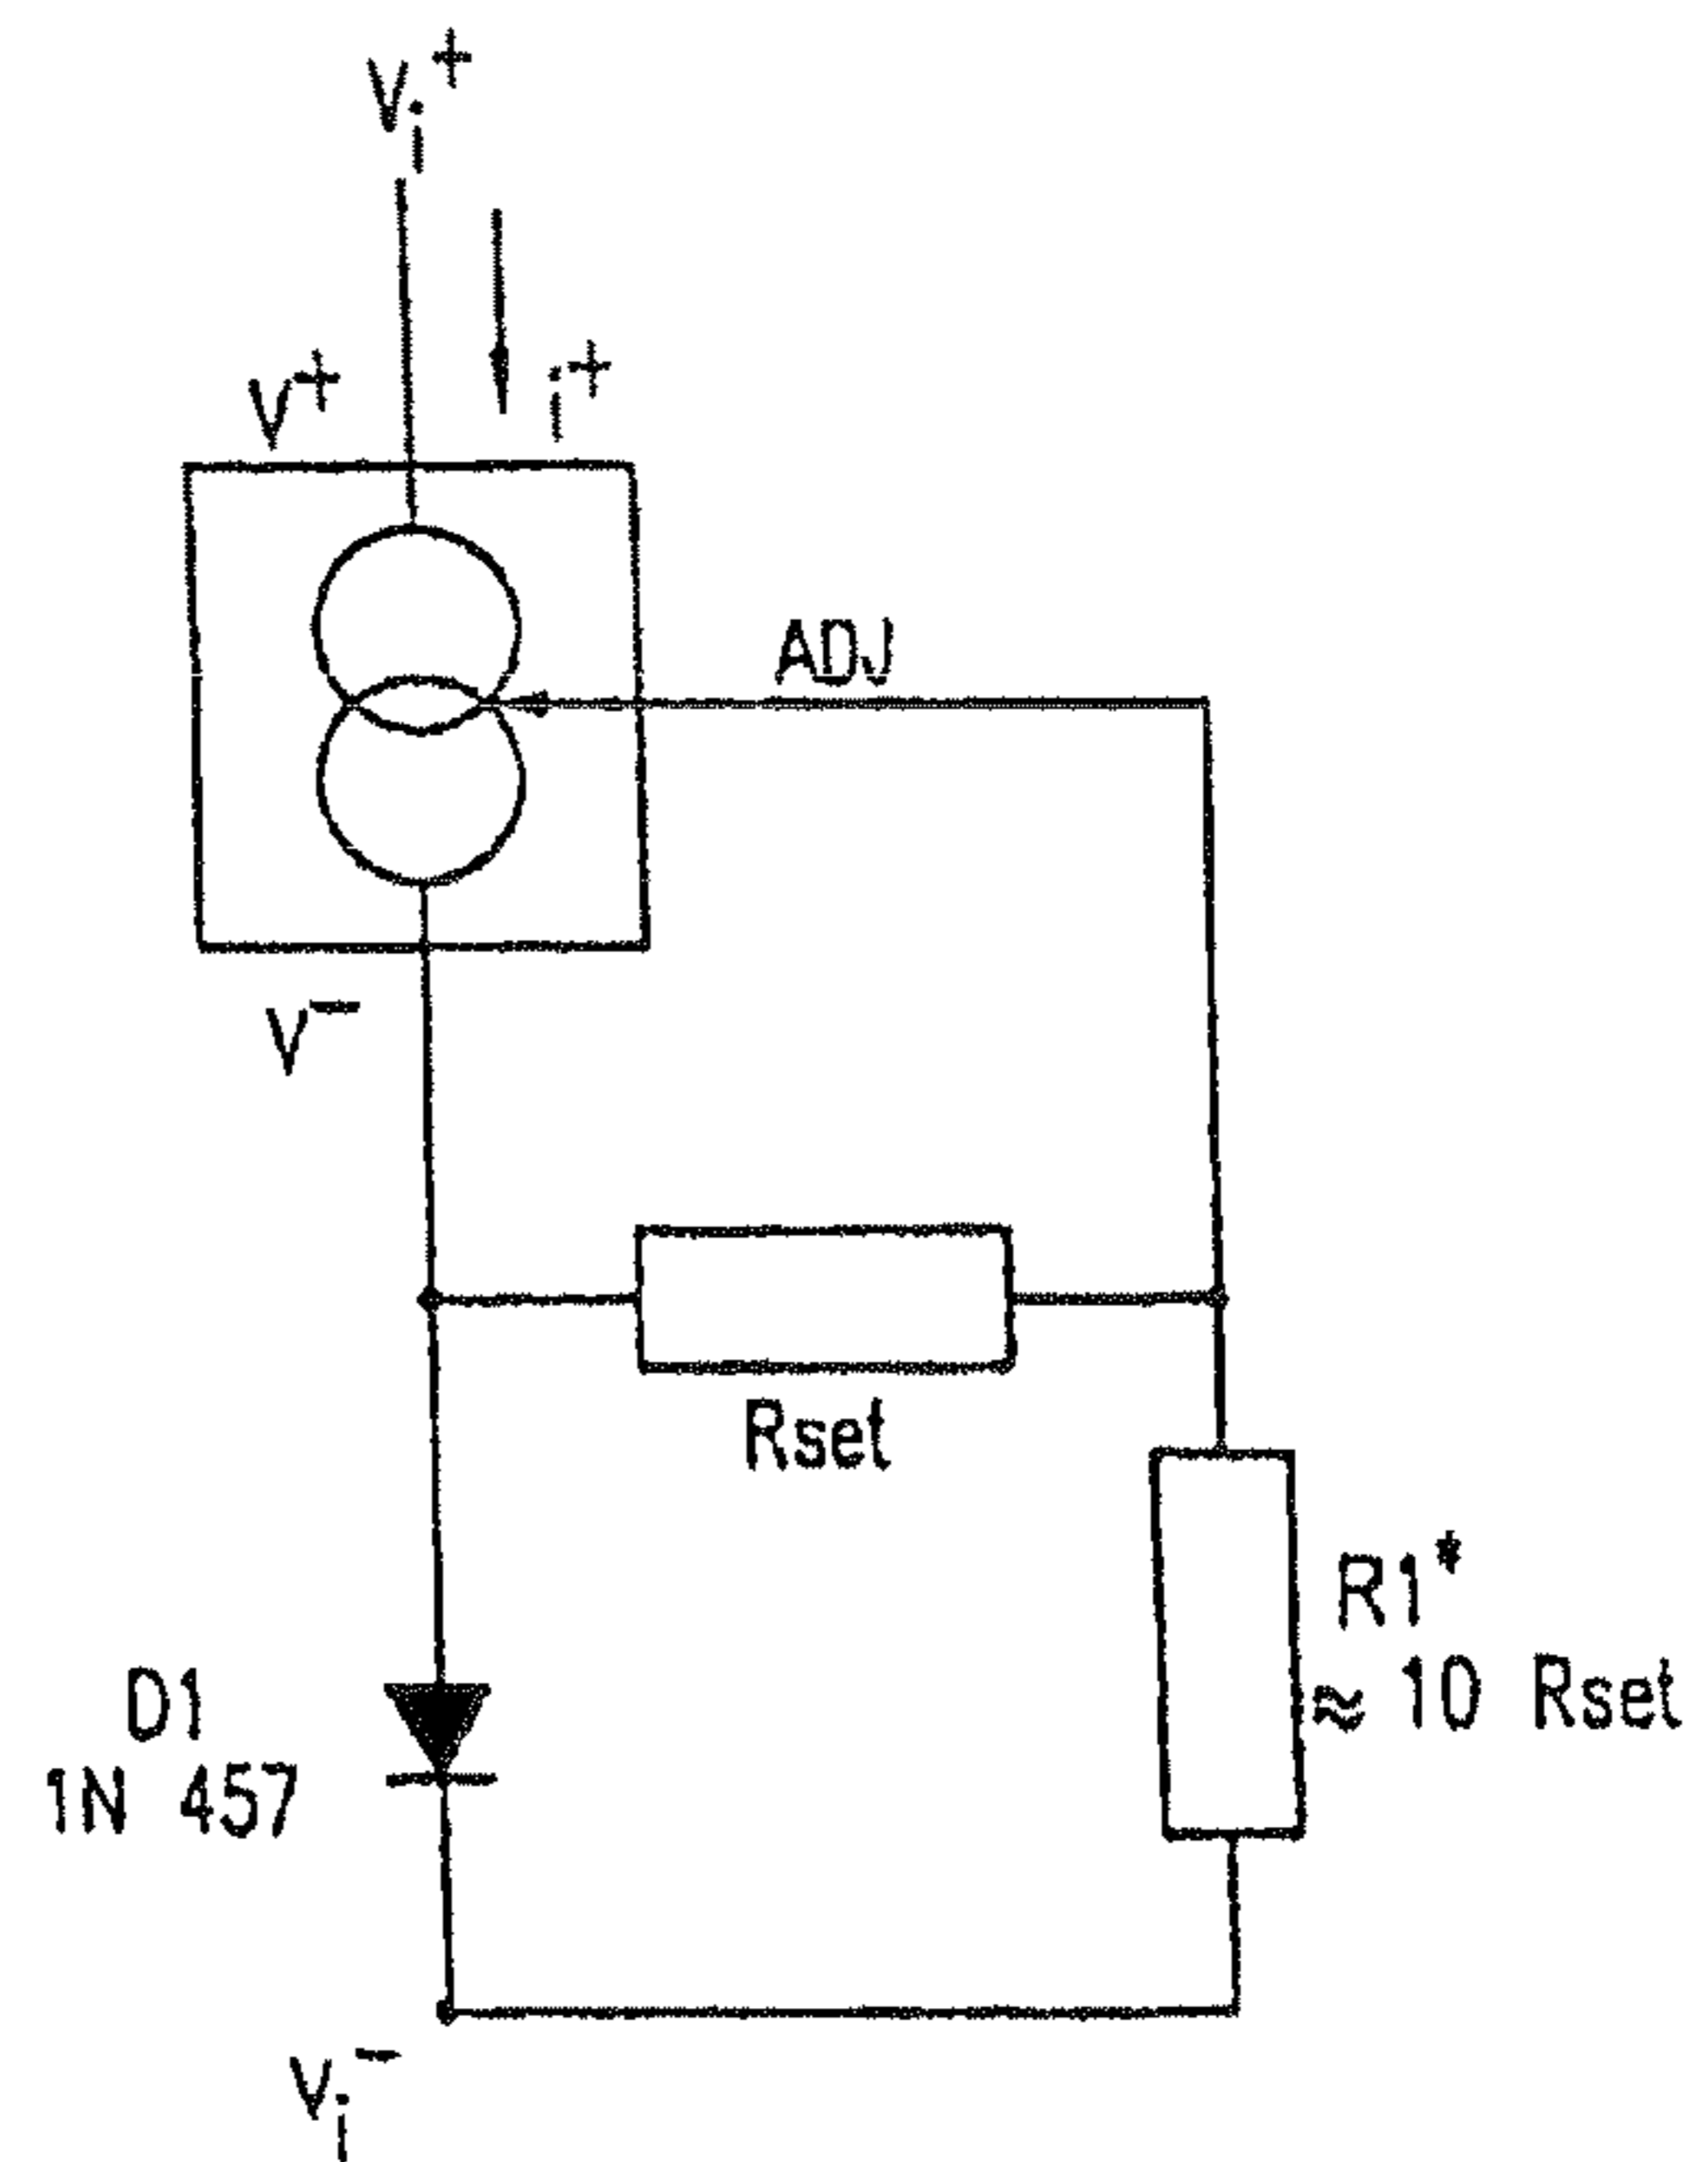 Vi+
V+
i+
ADJ
V−
Rset
R1*
≈ 10 Rset
D1
1N 457
Vi−